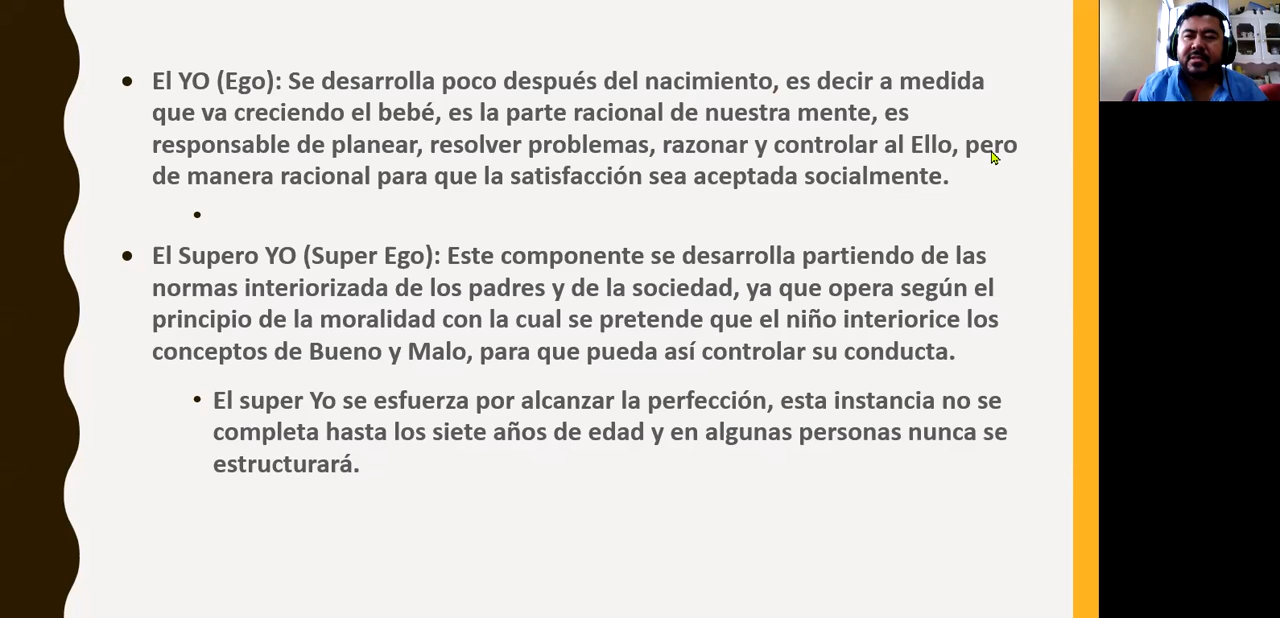 El YO (Ego): Se desarrolla poco después del nacimiento, es decir a medida
que va creciendo el bebé, es la parte racional de nuestra mente, es
responsable de planear, resolver problemas, razonar y controlar al Ello, pero
de manera racional para que la satisfacción sea aceptada socialmente.
El Supero YO (Super Ego): Este componente se desarrolla partiendo de las
normas interiorizada de los padres y de la sociedad, ya que opera según el
principio de la moralidad con la cual se pretende que el niño interiorice los
conceptos de Bueno y Malo, para que pueda así controlar su conducta.
El super Yo se esfuerza por alcanzar la perfección, esta instancia no se
completa hasta los siete años de edad y en algunas personas nunca se
estructurará.